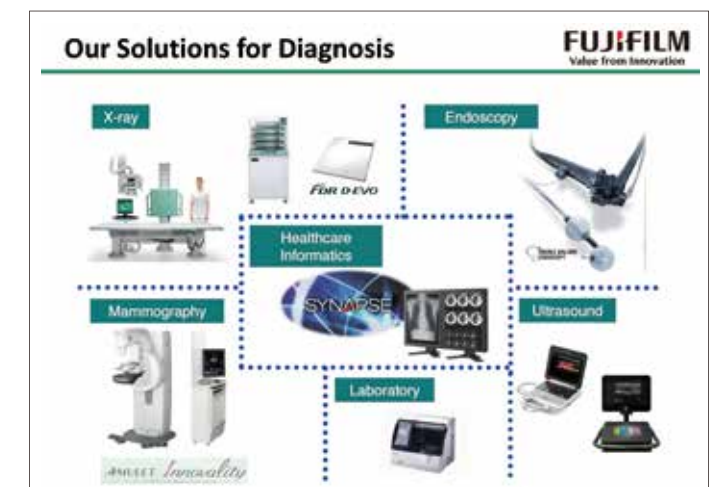 Our Solutions for Diagnosis
FUJIFILM
Value from Innovation
X-ray
Endoscopy
FDR D-EVO
Healthcare
Informatics
SYNAPSE
Mammography
Ultrasound
Laboratory
AMULET Innovality